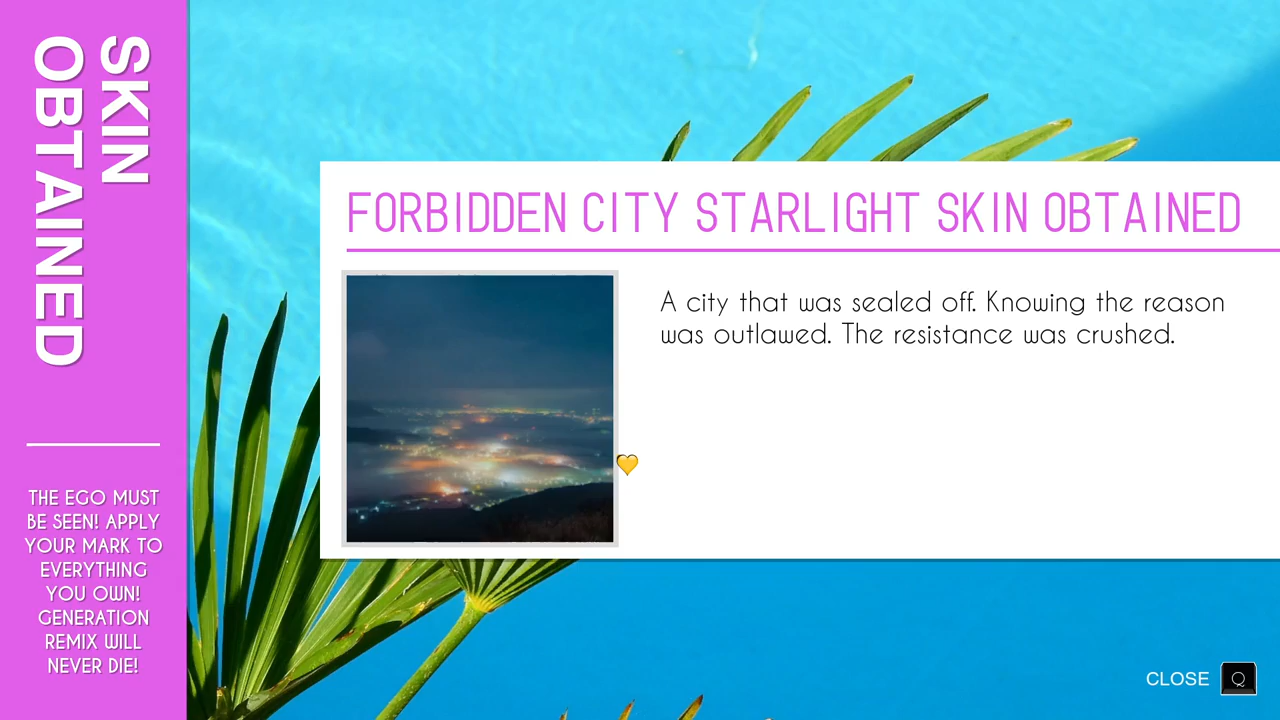 SKIN
OBTAINED
THE EGO MUST
BE SEEN! APPLY
YOUR MARK TO
EVERYTHING
YOU OWN!
GENERATION
REMIX WILL
NEVER DIE!
FORBIDDEN CITY STARLIGHT SKIN OBTAINED
A city that was sealed off. Knowing the reason
was outlawed. The resistance was crushed.
CLOSE Q